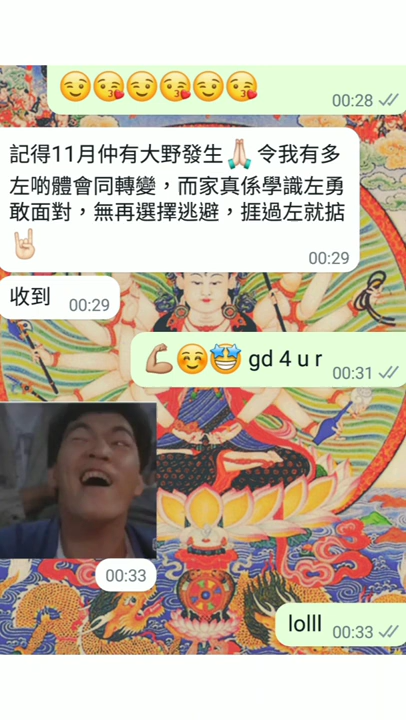 😉😘😉😘😉😘
00:28
記得11月仲有大野發生🙏🏻令我有多
左啲體會同轉變，而家真係學識左勇
敢面對，無再選擇逃避，捱過左就掂
🤘🏻
00:29
收到
00:29
💪🏽☺️🤩 gd 4 u r
00:31
00:33
lolll
00:33